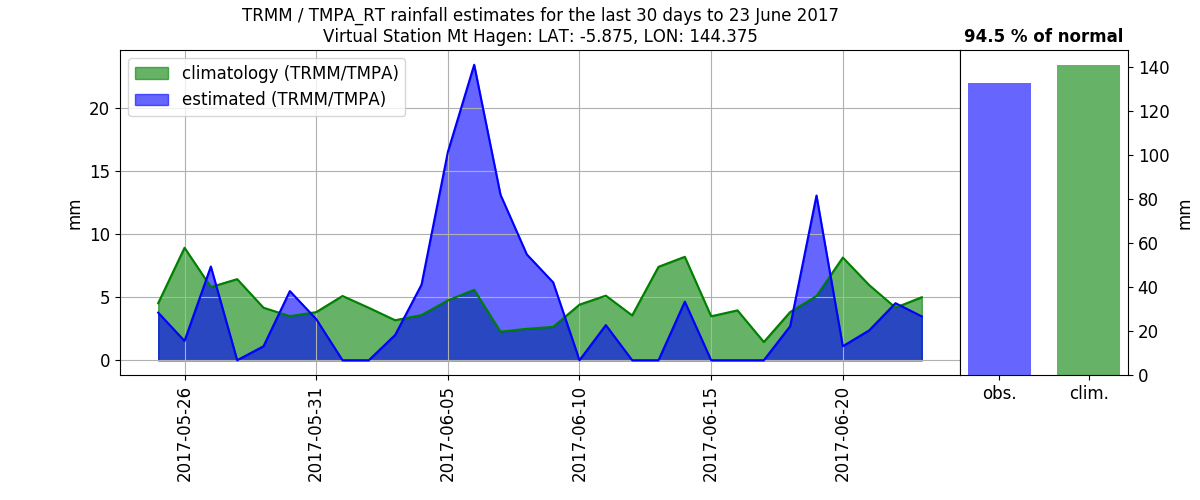 TRMM / TMPA_RT rainfall estimates for the last 30 days to 23 June 2017
Virtual Station Mt Hagen: LAT: -5.875, LON: 144.375
94.5 % of normal
climatology (TRMM/TMPA)
estimated (TRMM/TMPA)
mm
20
15
10
5
0
2017-05-26
2017-05-31
2017-06-05
2017-06-10
2017-06-15
2017-06-20
140
120
100
80
60
40
20
0
mm
obs.
clim.